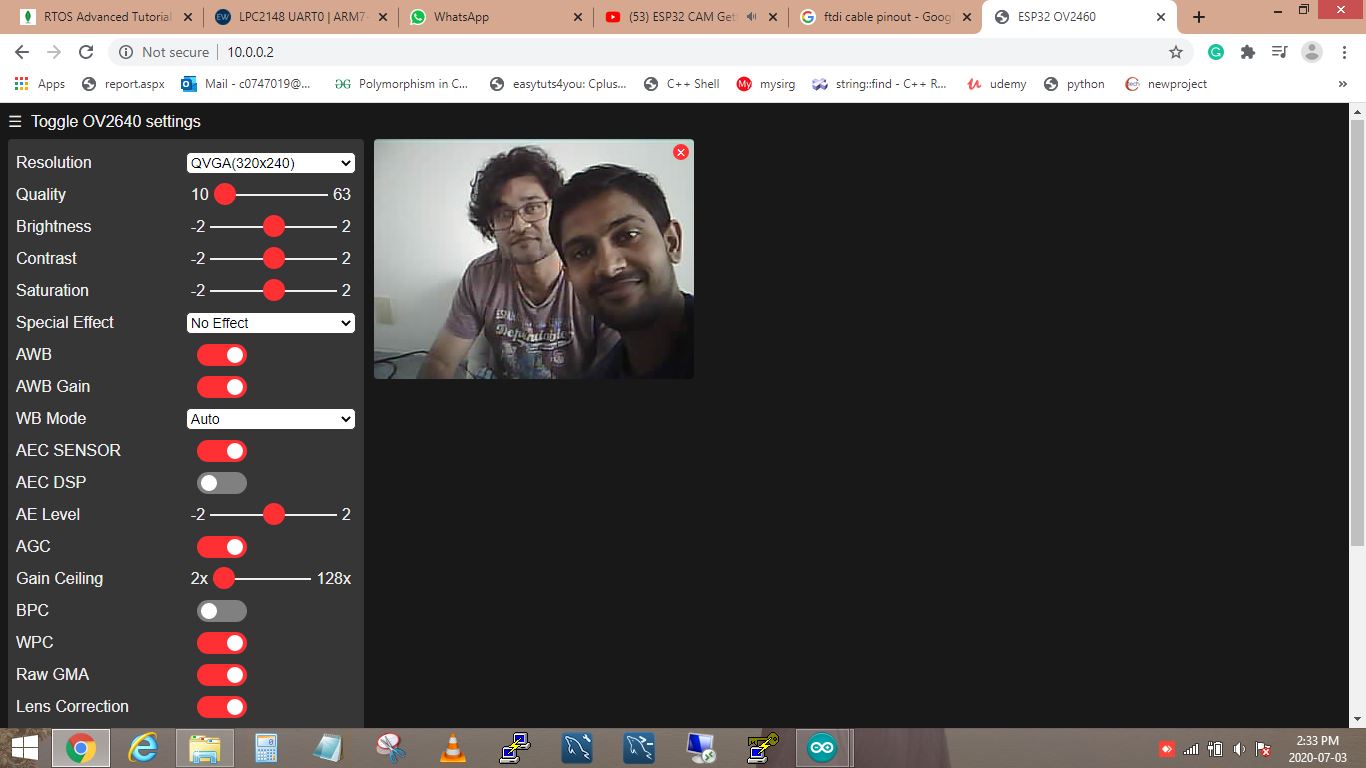 RTOS Advanced Tutorial
LPC2148 UART0 | ARM7-
WhatsApp
(53) ESP32 CAM Get
ftdi cable pinout - Goog
ESP32 OV2460
Not secure | 10.0.0.2
Apps
report.aspx
Mail - c0747019@...
Polymorphism in C...
easytuts4you: Cplus...
C++ Shell
mysirg
string::find - C++ R...
udemy
python
newproject
»
☰ Toggle OV2640 settings
Resolution QVGA(320x240)
Quality 10 63
Brightness -2 2
Contrast -2 2
Saturation -2 2
Special Effect No Effect
AWB
AWB Gain
WB Mode Auto
AEC SENSOR
AEC DSP
AE Level -2 2
AGC
Gain Ceiling 2x 128x
BPC
WPC
Raw GMA
Lens Correction
Dependable
2:33 PM
2020-07-03